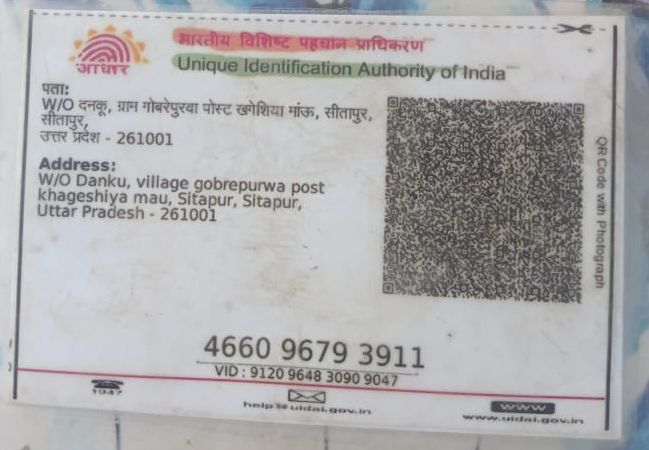 भारतीय विशिष्ट पहचान प्राधिकरण
Unique Identification Authority of India
आधार
पता:
W/O दनकू, ग्राम गोबरेपुरवा पोस्ट खगेशिया मांऊ, सीतापुर,
सीतापुर,
उत्तर प्रदेश - 261001
Address:
W/O Danku, village gobrepurwa post
khageshiya mau, Sitapur, Sitapur,
Uttar Pradesh - 261001
QR Code with Photograph
4660 9679 3911
VID : 9120 9648 3090 9047
1947
help@uidai.gov.in
www
www.uidai.gov.in